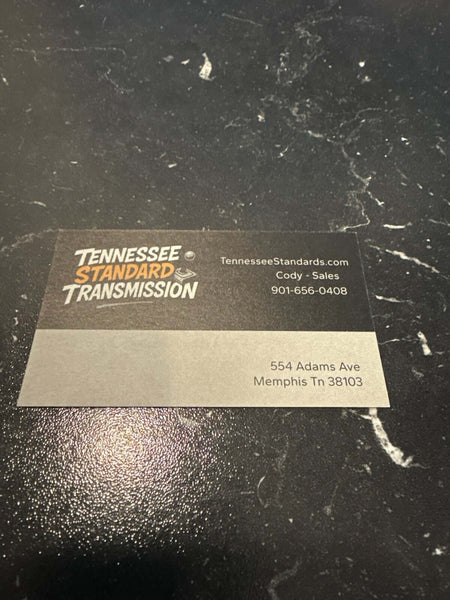 TENNESSEE
STANDARD
TRANSMISSION
TennesseeStandards.com
Cody - Sales
901-656-0408
554 Adams Ave
Memphis Tn 38103